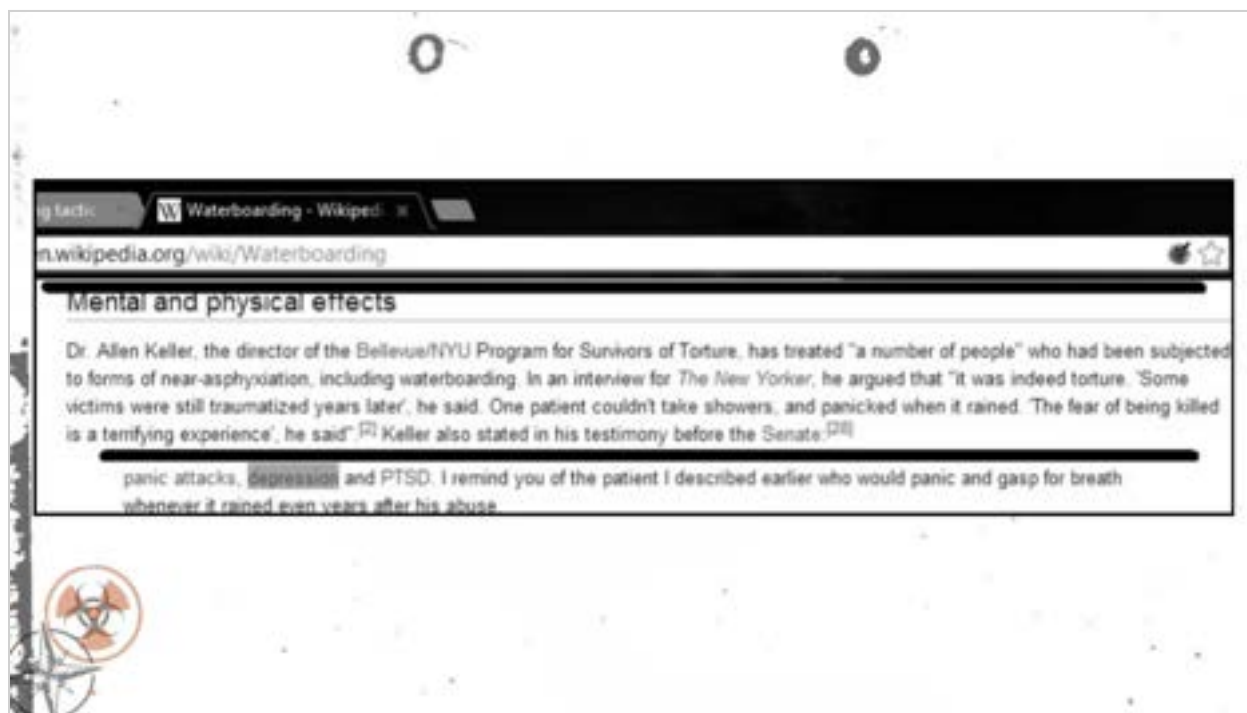 g tactic
W Waterboarding - Wikipedi
n.wikipedia.org/wiki/Waterboarding
Mental and physical effects
Dr. Allen Keller, the director of the Bellevue/NYU Program for Survivors of Torture, has treated "a number of people" who had been subjected
to forms of near-asphyxiation, including waterboarding. In an interview for The New Yorker, he argued that "it was indeed torture. 'Some
victims were still traumatized years later', he said. One patient couldn't take showers, and panicked when it rained. 'The fear of being killed
is a terrifying experience', he said".[2] Keller also stated in his testimony before the Senate:[28]
panic attacks, depression and PTSD. I remind you of the patient I described earlier who would panic and gasp for breath
whenever it rained even years after his abuse